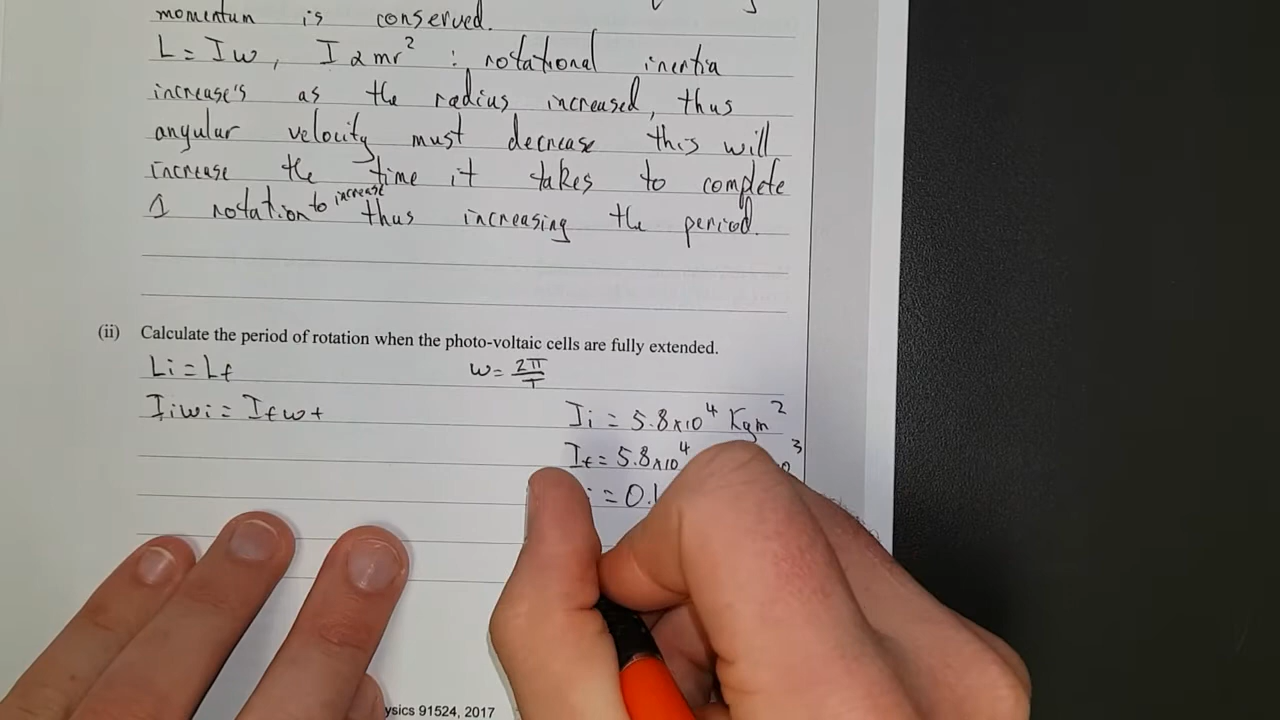 momentum is conserved.
L = Iω, I α mr² : rotational inertia
increase's as the radius increased, thus
angular velocity must decrease this will
increase the time it takes to complete
1 rotation to increase thus increasing the period.
(ii) Calculate the period of rotation when the photo-voltaic cells are fully extended.
Li = Lf
ω = 2π/T
Iiωi = Ifωf
Ii = 5.8×10⁴ Kgm²
If = 5.8×10⁴
i = 0.1
ysics 91524, 2017